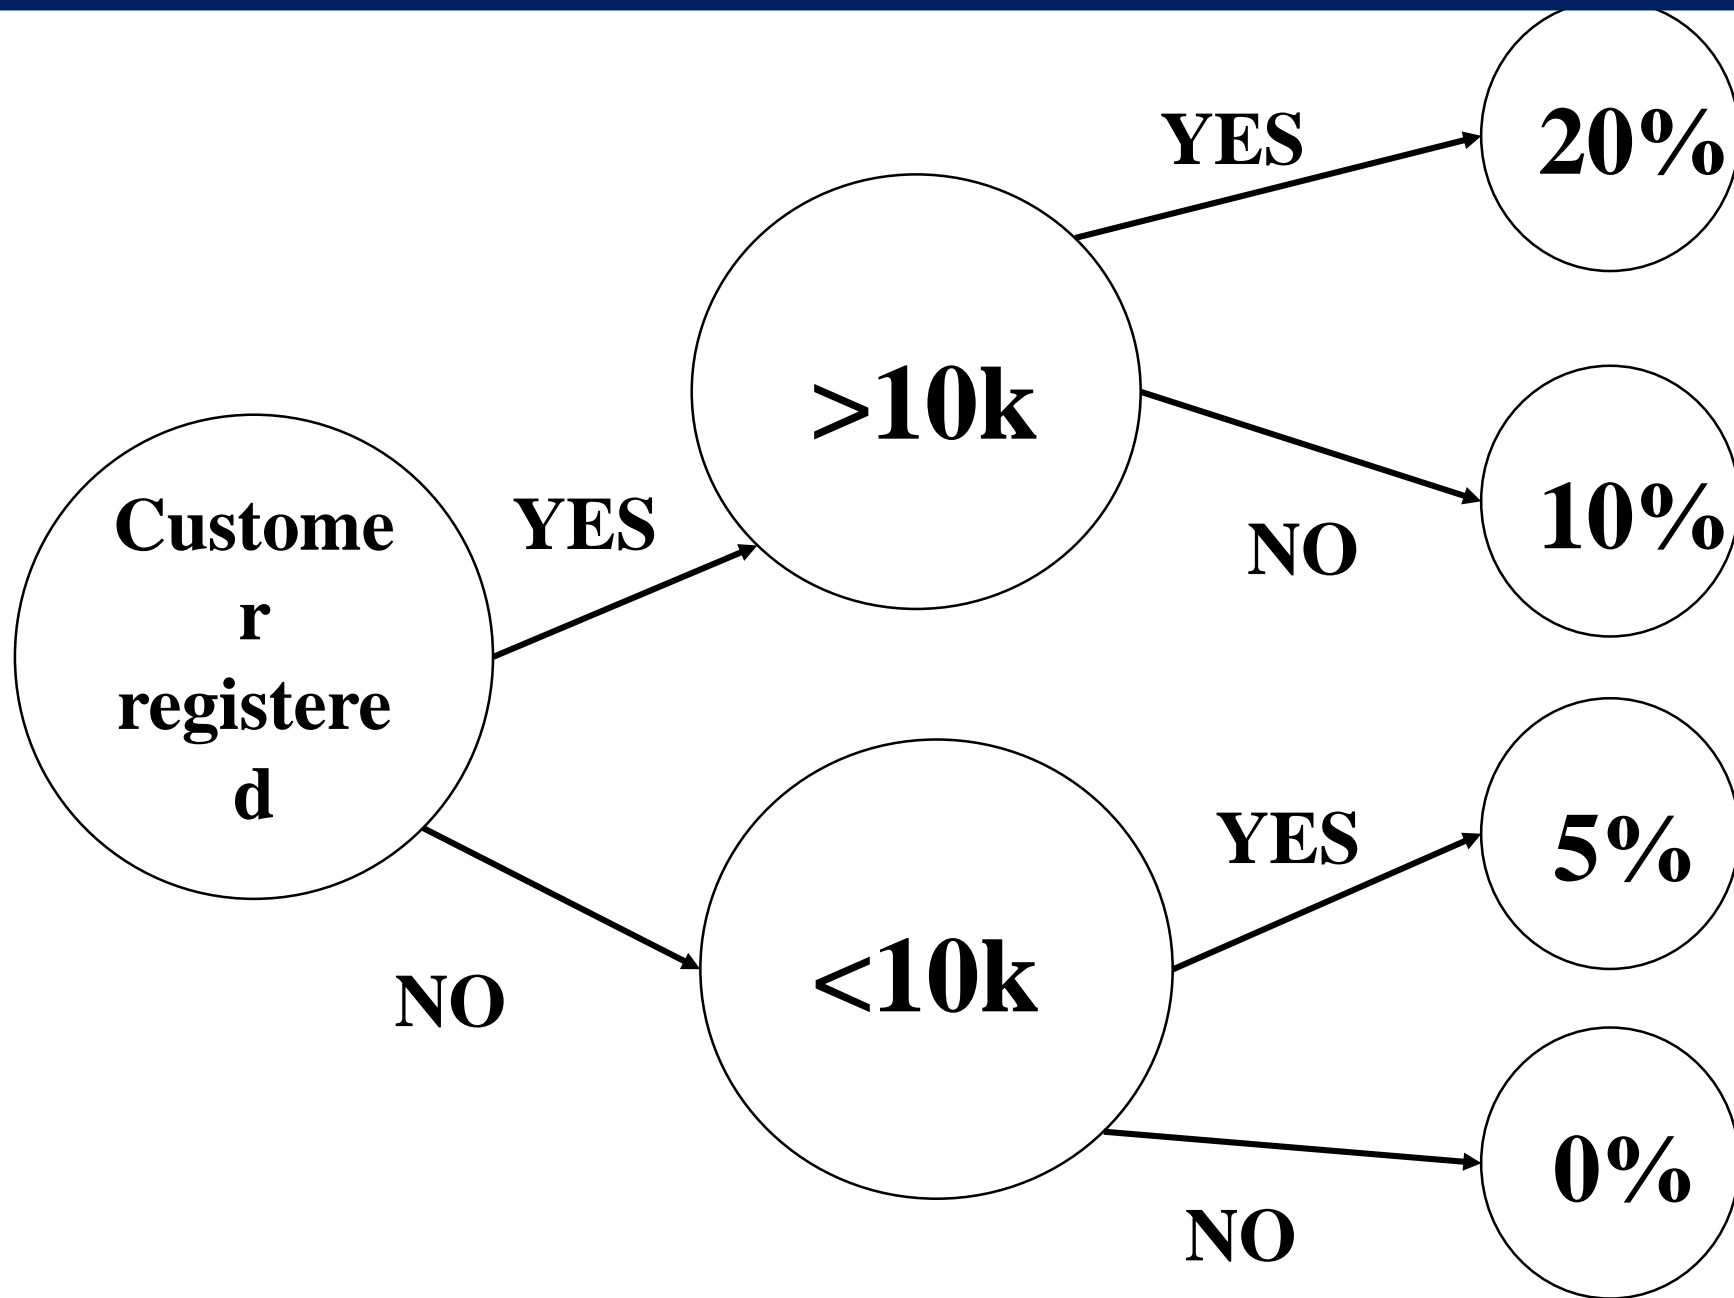 Custome
r
registere
d
YES
NO
>10k
<10k
YES
NO
YES
NO
20%
10%
5%
0%